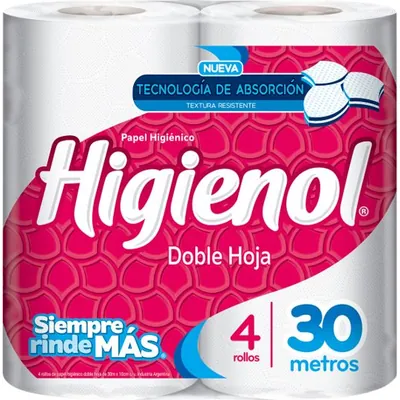 NUEVA
TECNOLOGÍA DE ABSORCIÓN
TEXTURA RESISTENTE
Papel Higiénico
Higienol®
Doble Hoja
Siempre
rinde MÁS
4
rollos
30
metros